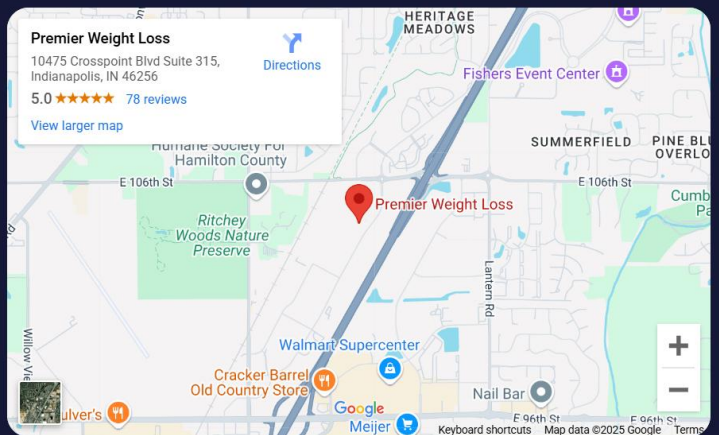 Premier Weight Loss
10475 Crosspoint Blvd Suite 315,
Indianapolis, IN 46256
5.0
78 reviews
View larger map
Directions
HERITAGE
MEADOWS
Fishers Event Center
SUMMERFIELD
PINE BLU
OVERLO
Humane Society For
Hamilton County
E 106th St
E 106th St
Cumb
Pa
Premier Weight Loss
Ritchey
Woods Nature
Preserve
Lantern Rd
Willow Vie
Walmart Supercenter
Cracker Barrel
Old Country Store
Nail Bar
ulver's
Google
Meijer
E 96th St
E 96th St
Keyboard shortcuts
Map data ©2025 Google
Terms